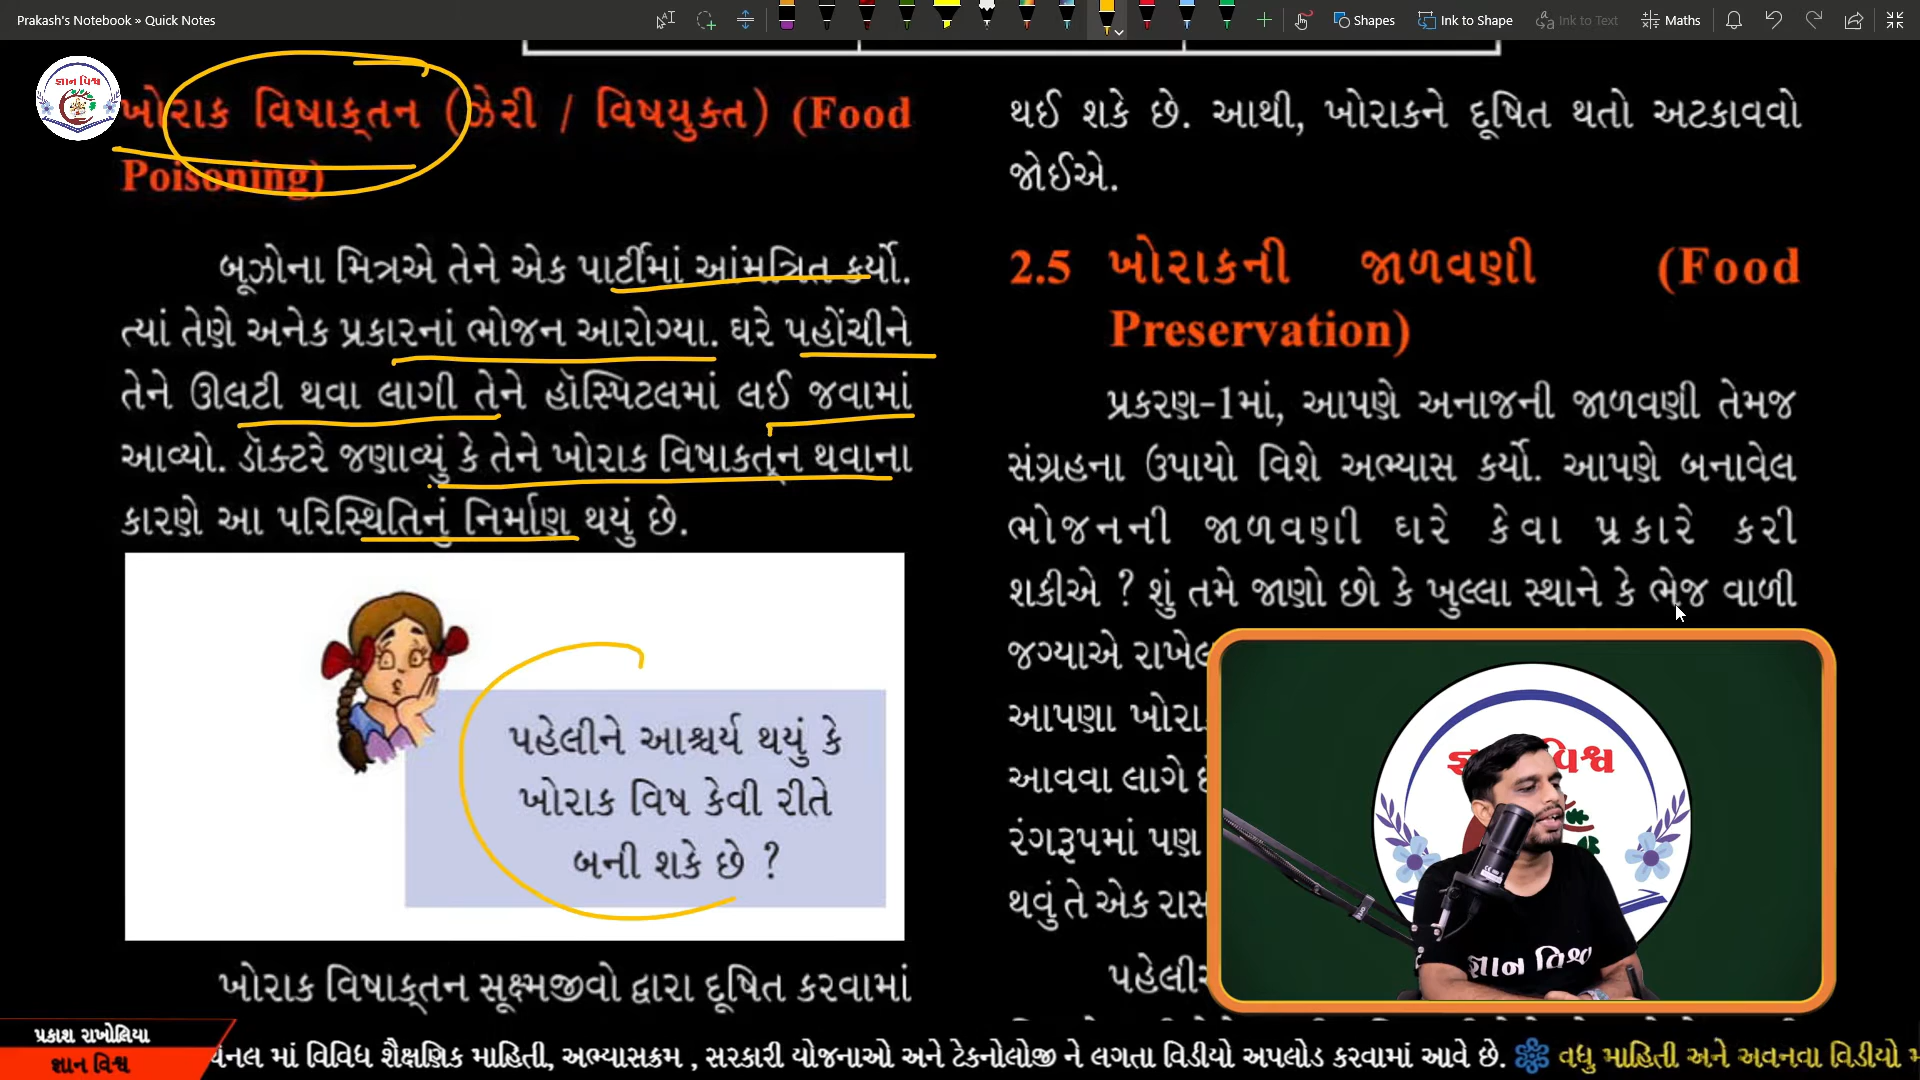 Prakash's Notebook » Quick Notes
Shapes
Ink to Shape
Ink to Text
Maths
જ્ઞાન વિશ્વ
ખોરાક વિષાક્તન (ઝેરી / વિષયુક્ત) (Food
Poisoning)
બૂઝોના મિત્રએ તેને એક પાર્ટીમાં આંમત્રિત કર્યો.
ત્યાં તેણે અનેક પ્રકારનાં ભોજન આરોગ્યા. ઘરે પહોંચીને
તેને ઊલટી થવા લાગી તેને હૉસ્પિટલમાં લઈ જવામાં
આવ્યો. ડૉક્ટરે જણાવ્યું કે તેને ખોરાક વિષાકત્ન થવાના
કારણે આ પરિસ્થિતિનું નિર્માણ થયું છે.
પહેલીને આશ્ચર્ય થયું કે
ખોરાક વિષ કેવી રીતે
બની શકે છે ?
ખોરાક વિષાક્તન સૂક્ષ્મજીવો દ્વારા દૂષિત કરવામાં
થઈ શકે છે. આથી, ખોરાકને દૂષિત થતો અટકાવવો
જોઈએ.
2.5 ખોરાકની જાળવણી (Food
Preservation)
પ્રકરણ-1માં, આપણે અનાજની જાળવણી તેમજ
સંગ્રહના ઉપાયો વિશે અભ્યાસ કર્યો. આપણે બનાવેલ
ભોજનની જાળવણી ઘરે કેવા પ્રકારે કરી
શકીએ ? શું તમે જાણો છો કે ખુલ્લા સ્થાને કે ભેજ વાળી
જગ્યાએ રાખેલ
આપણા
આવવા લાગે
રંગરૂપમાં પણ
થવું તે એક
જ્ઞાન વિશ્વ
પ્રકાશ રાખોલિયા
જ્ઞાન વિશ્વ
માં વિવિધ શૈક્ષણિક માહિતી, અભ્યાસક્રમ , સરકારી યોજનાઓ અને ટેકનોલોજી ને લગતા વિડીયો અપલોડ કરવામાં આવે છે. વધુ માહિતી અને અવનવા વિડીયો